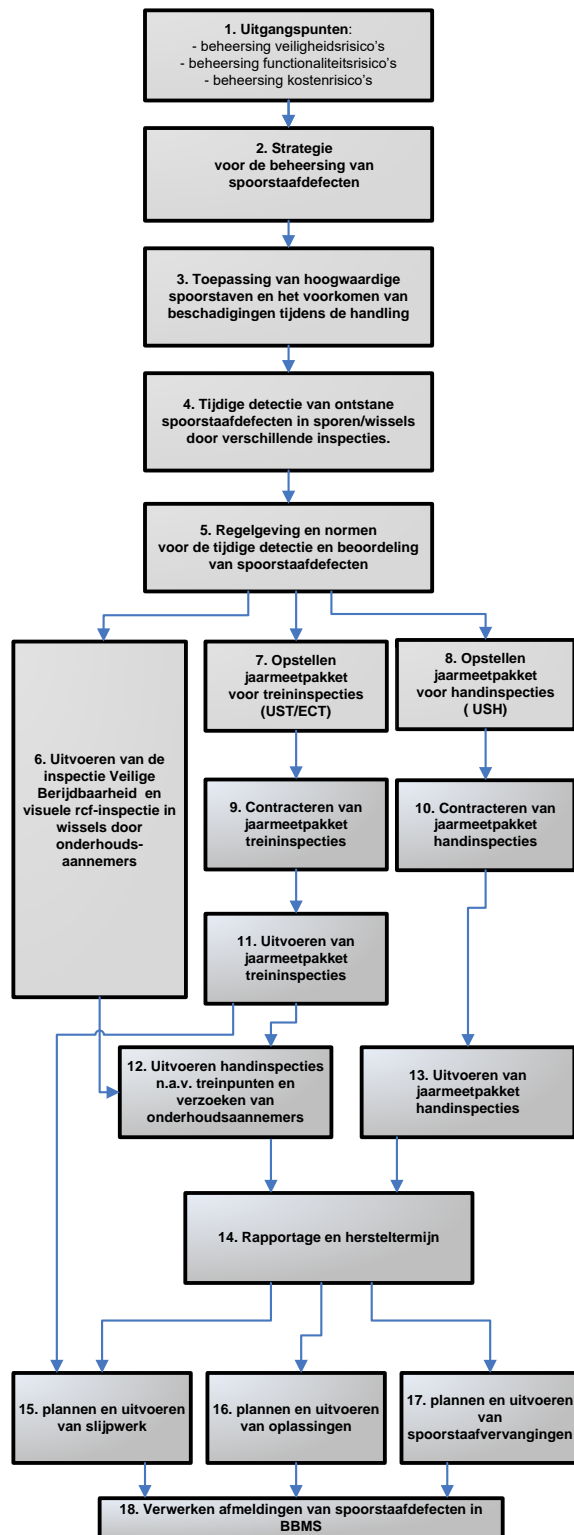 1. Uitgangspunten:
- beheersing veiligheidsrisico's
- beheersing functionaliteitsrisico's
- beheersing kostenrisico's
2. Strategie
voor de beheersing van
spoorstaafdefecten
3. Toepassing van hoogwaardige
spoorstaven en het voorkomen van
beschadigingen tijdens de handling
4. Tijdige detectie van ontstane
spoorstaafdefecten in sporen/wissels
door verschillende inspecties.
5. Regelgeving en normen
voor de tijdige detectie en beoordeling
van spoorstaafdefecten
6. Uitvoeren van de
inspectie Veilige
Berijdbaarheid en
visuele rcf-inspectie in
wissels door
onderhouds-
aannemers
7. Opstellen
jaarmeetpakket
voor treininspecties
(UST/ECT)
8. Opstellen
jaarmeetpakket
voor handinspecties
( USH)
9. Contracteren van
jaarmeetpakket
treininspecties
10. Contracteren van
jaarmeetpakket
handinspecties
11. Uitvoeren van
jaarmeetpakket
treininspecties
12. Uitvoeren handinspecties
n.a.v. treinpunten en
verzoeken van
onderhoudsaannemers
13. Uitvoeren van
jaarmeetpakket
handinspecties
14. Rapportage en hersteltermijn
15. plannen en uitvoeren
van slijpwerk
16. plannen en uitvoeren
van oplassingen
17. plannen en uitvoeren
van
spoorstaafvervangingen
18. Verwerken afmeldingen van spoorstaafdefecten in
BBMS